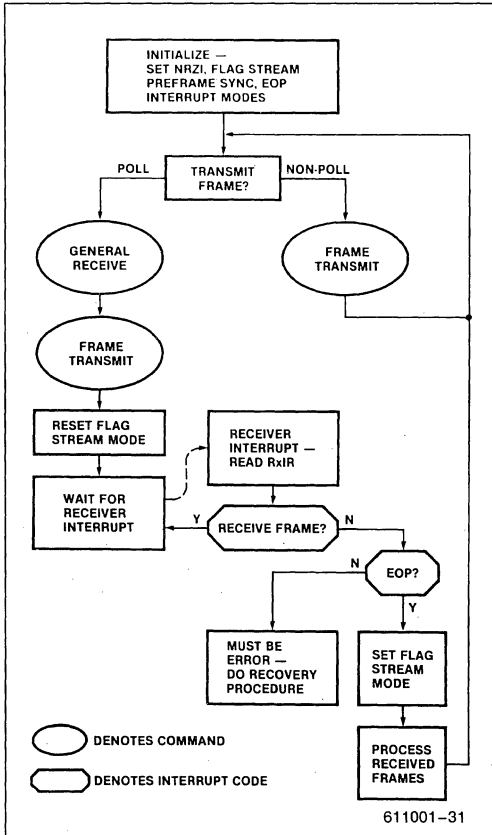 INITIALIZE —
SET NRZI, FLAG STREAM
PREFRAME SYNC, EOP
INTERRUPT MODES
POLL
TRANSMIT
FRAME?
NON-POLL
GENERAL
RECEIVE
FRAME
TRANSMIT
FRAME
TRANSMIT
RESET FLAG
STREAM MODE
RECEIVER
INTERRUPT —
READ RxIR
WAIT FOR
RECEIVER
INTERRUPT
Y
RECEIVE FRAME?
N
N
EOP?
Y
MUST BE
ERROR —
DO RECOVERY
PROCEDURE
SET FLAG
STREAM
MODE
DENOTES COMMAND
DENOTES INTERRUPT CODE
PROCESS
RECEIVED
FRAMES
611001-31